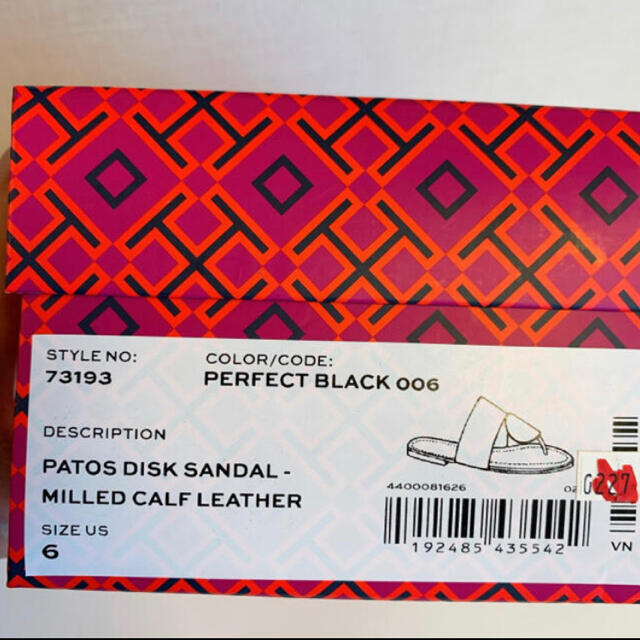 STYLE NO:
73193
COLOR/CODE:
PERFECT BLACK 006
DESCRIPTION
PATOS DISK SANDAL -
MILLED CALF LEATHER
SIZE US
6
4400081626
192485 435542
0227
VN